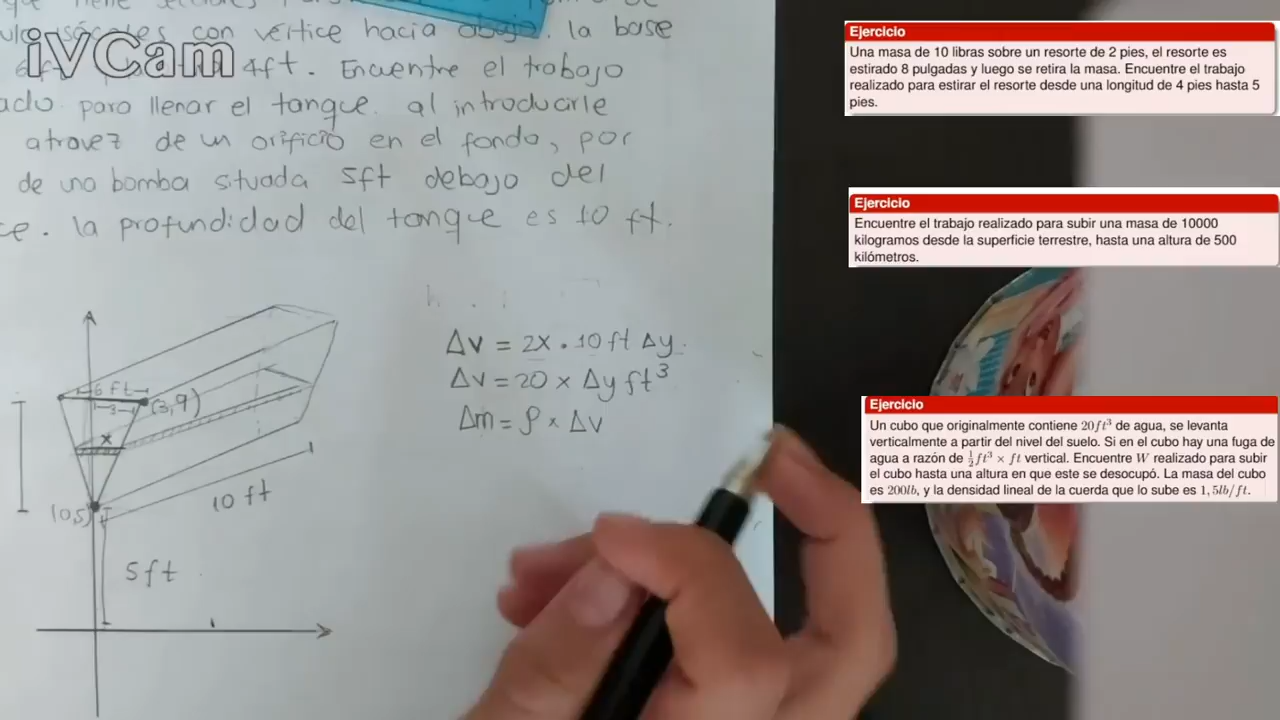 iVCam
que tiene secciones
con vértice hacia abajo. la base
4ft. Encuentre el trabajo
para llenar el tanque. al introducirle
atravez de un orificio en el fondo, por
de una bomba situada 5ft debajo del
la profundidad del tanque es 10 ft.
6 ft
3
(3,9)
x
10 ft
(0,5)
5ft
Δv = 2x · 10 ft Δy
Δv = 20 x Δy ft³
Δm = ρ × Δv
Ejercicio
Una masa de 10 libras sobre un resorte de 2 pies, el resorte es
estirado 8 pulgadas y luego se retira la masa. Encuentre el trabajo
realizado para estirar el resorte desde una longitud de 4 pies hasta 5
pies.
Ejercicio
Encuentre el trabajo realizado para subir una masa de 10000
kilogramos desde la superficie terrestre, hasta una altura de 500
kilómetros.
Ejercicio
Un cubo que originalmente contiene 20ft³ de agua, se levanta
verticalmente a partir del nivel del suelo. Si en el cubo hay una fuga de
agua a razón de ½ft³ × ft vertical. Encuentre W realizado para subir
el cubo hasta una altura en que este se desocupó. La masa del cubo
es 200lb, y la densidad lineal de la cuerda que lo sube es 1,5lb/ft.